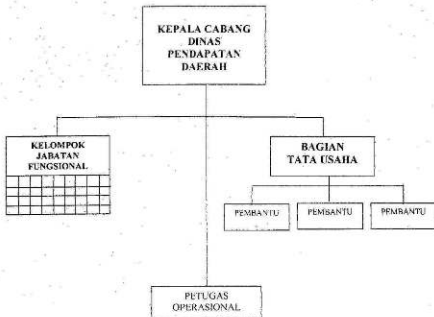 KEPALA CABANG
DINAS
PENDAPATAN
DAERAH
KELOMPOK
JABATAN
FUNGSIONAL
BAGIAN
TATA USAHA
PEMBANTU
PEMBANTU
PEMBANTU
PETUGAS
OPERASIONAL